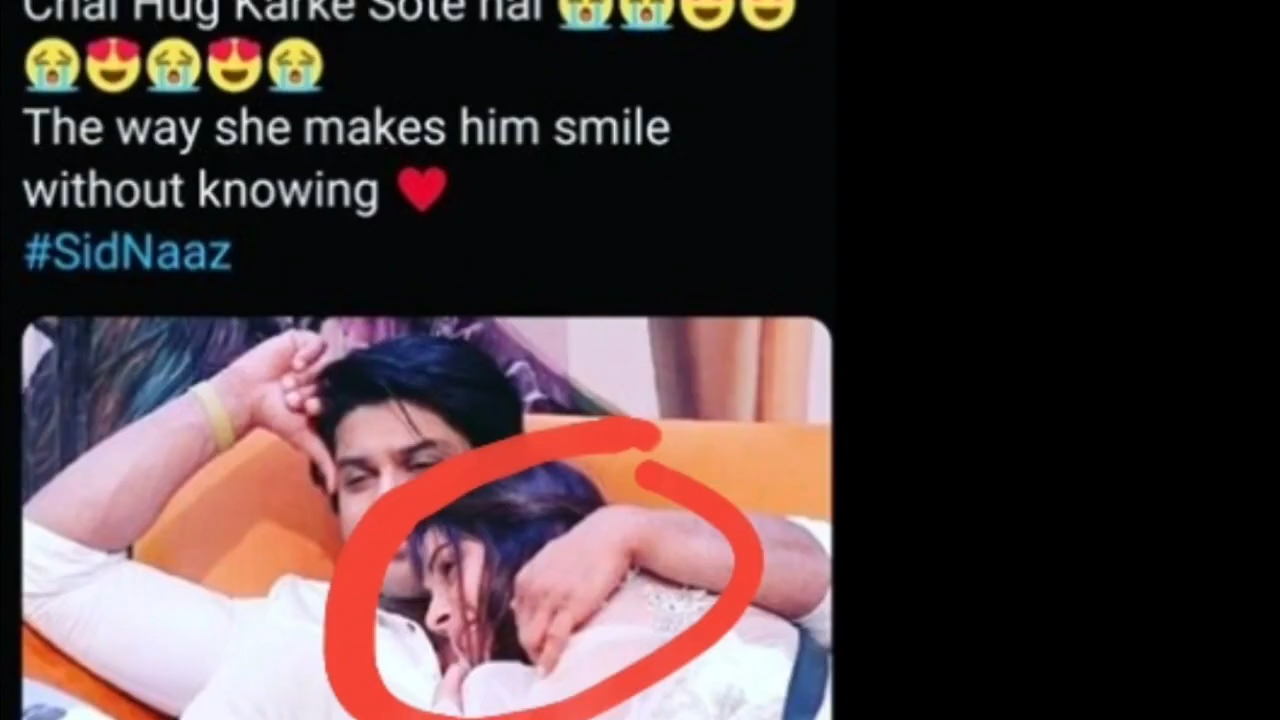 Chal Hug Karke Sote hai 😭😭😍😍
😭😍😭😍😭
The way she makes him smile
without knowing ♥
#SidNaaz